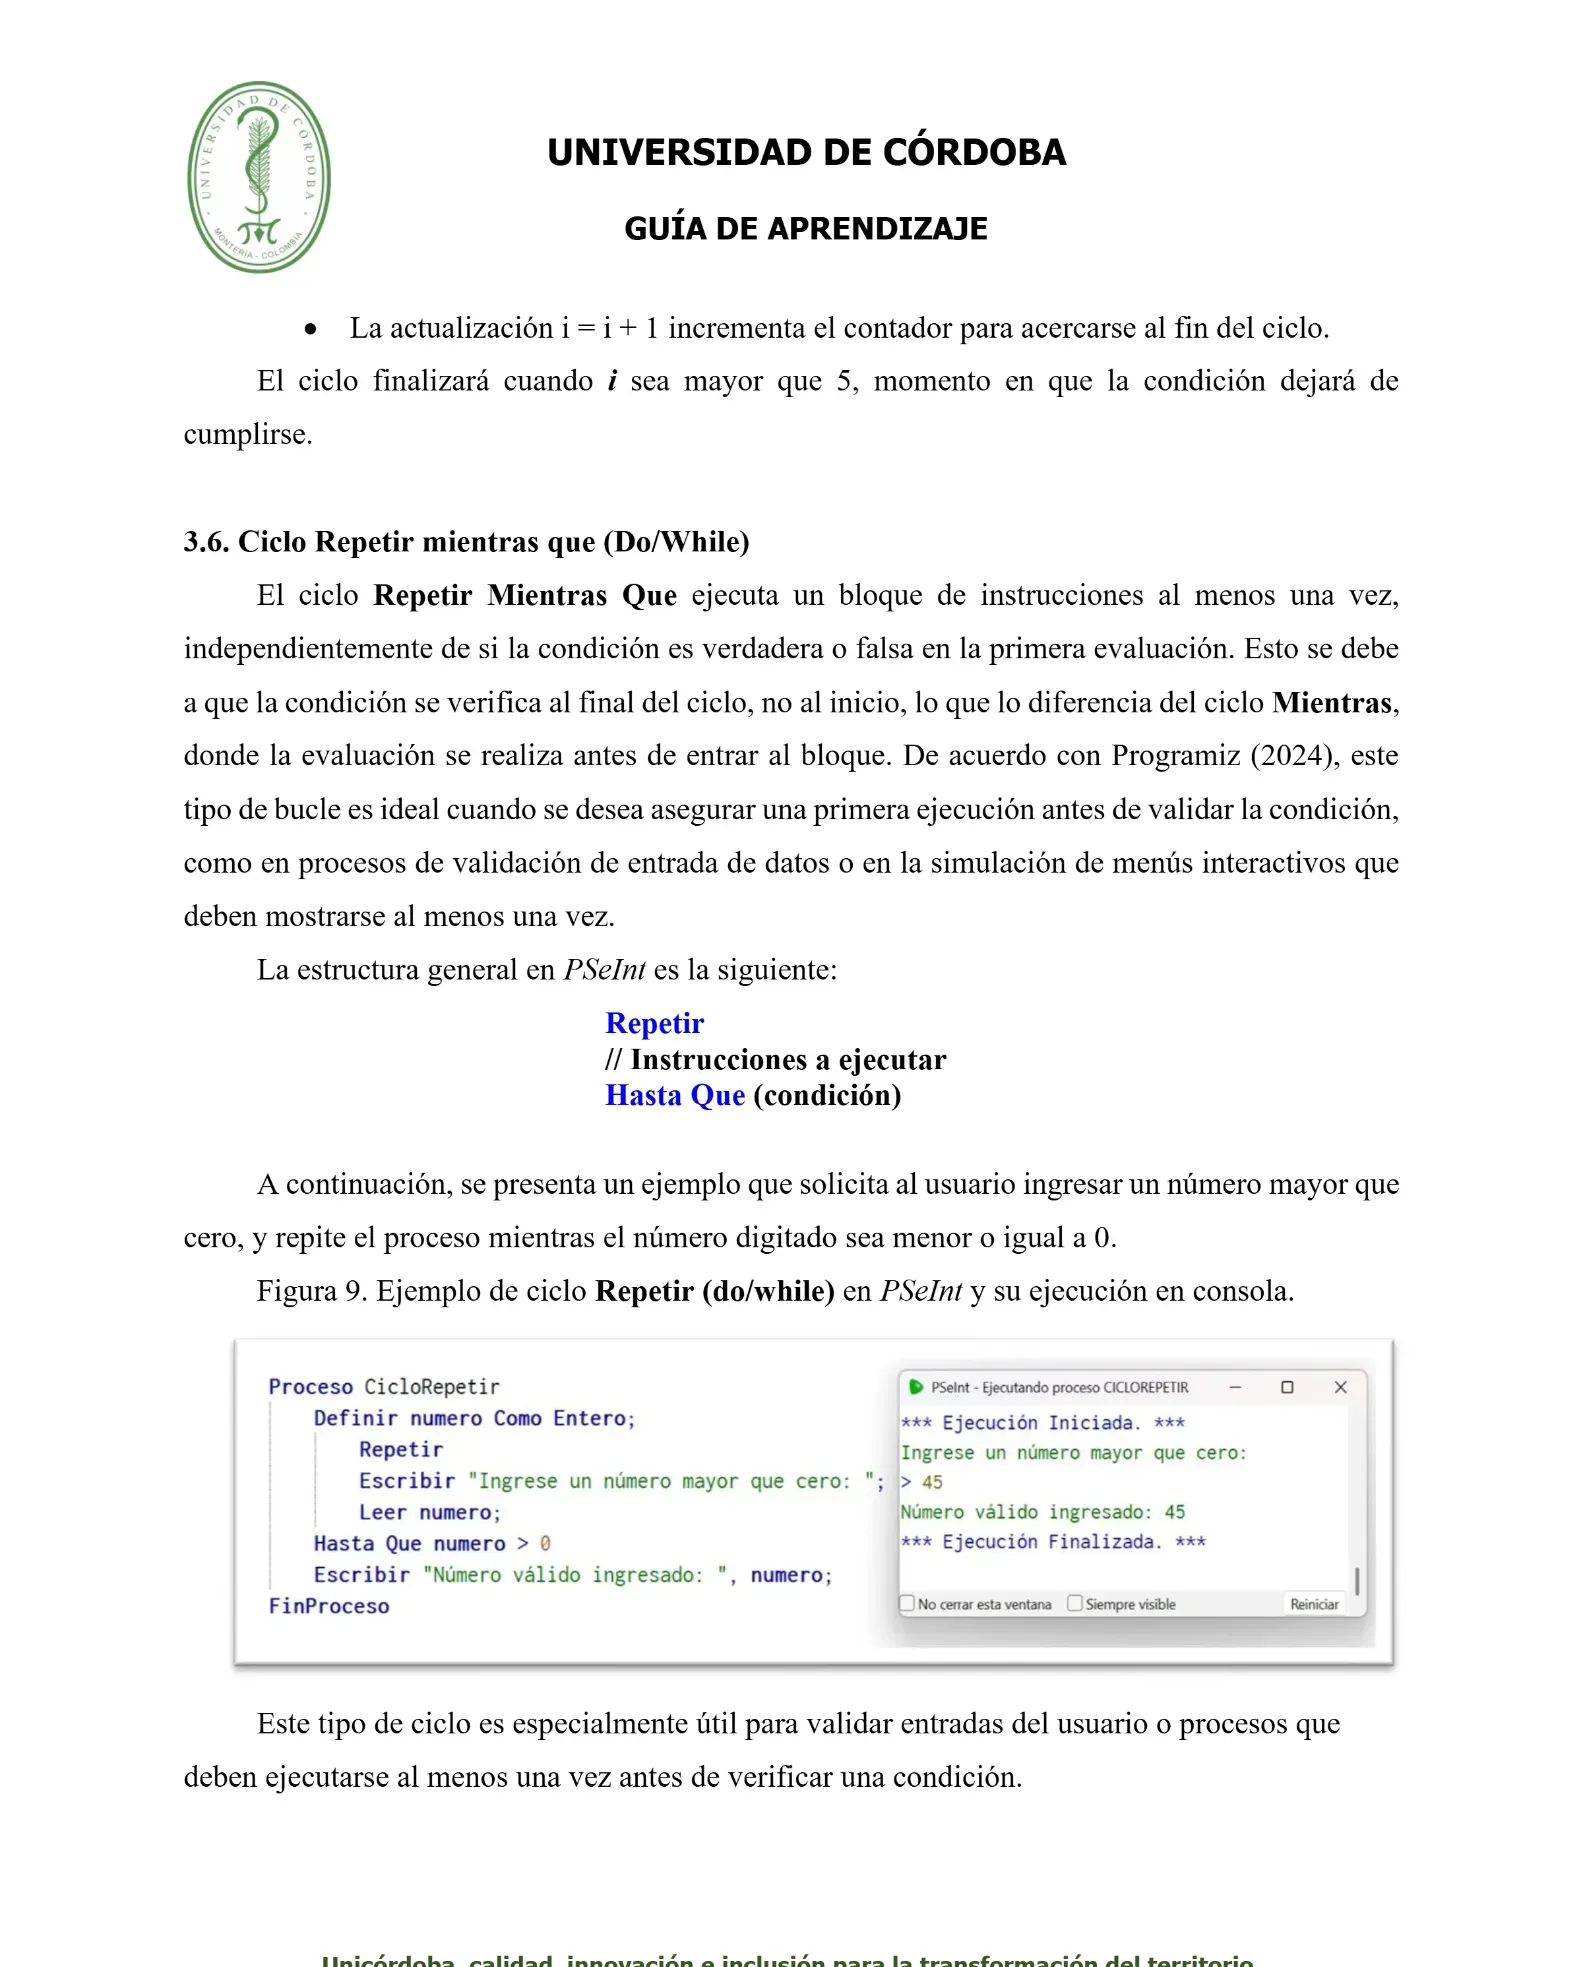 UNIVERSIDAD DE CÓRDOBA
MONTERÍA - COLOMBIA
UNIVERSIDAD DE CÓRDOBA
GUÍA DE APRENDIZAJE
• La actualización i = i + 1 incrementa el contador para acercarse al fin del ciclo.
El ciclo finalizará cuando i sea mayor que 5, momento en que la condición dejará de
cumplirse.
3.6. Ciclo Repetir mientras que (Do/While)
El ciclo Repetir Mientras Que ejecuta un bloque de instrucciones al menos una vez,
independientemente de si la condición es verdadera o falsa en la primera evaluación. Esto se debe
a que la condición se verifica al final del ciclo, no al inicio, lo que lo diferencia del ciclo Mientras,
donde la evaluación se realiza antes de entrar al bloque. De acuerdo con Programiz (2024), este
tipo de bucle es ideal cuando se desea asegurar una primera ejecución antes de validar la condición,
como en procesos de validación de entrada de datos o en la simulación de menús interactivos que
deben mostrarse al menos una vez.
La estructura general en PSeInt es la siguiente:
Repetir
// Instrucciones a ejecutar
Hasta Que (condición)
A continuación, se presenta un ejemplo que solicita al usuario ingresar un número mayor que
cero, y repite el proceso mientras el número digitado sea menor o igual a 0.
Figura 9. Ejemplo de ciclo Repetir (do/while) en PSeInt y su ejecución en consola.
Proceso CicloRepetir
Definir numero Como Entero;
Repetir
Escribir "Ingrese un número mayor que cero: ";
Leer numero;
Hasta Que numero > 0
Escribir "Número válido ingresado: ", numero;
FinProceso
PSeInt - Ejecutando proceso CICLOREPETIR
*** Ejecución Iniciada. ***
Ingrese un número mayor que cero:
> 45
Número válido ingresado: 45
*** Ejecución Finalizada. ***
No cerrar esta ventana Siempre visible Reiniciar
Este tipo de ciclo es especialmente útil para validar entradas del usuario o procesos que
deben ejecutarse al menos una vez antes de verificar una condición.
Unicórdoba, calidad, innovación e inclusión para la transformación del territorio